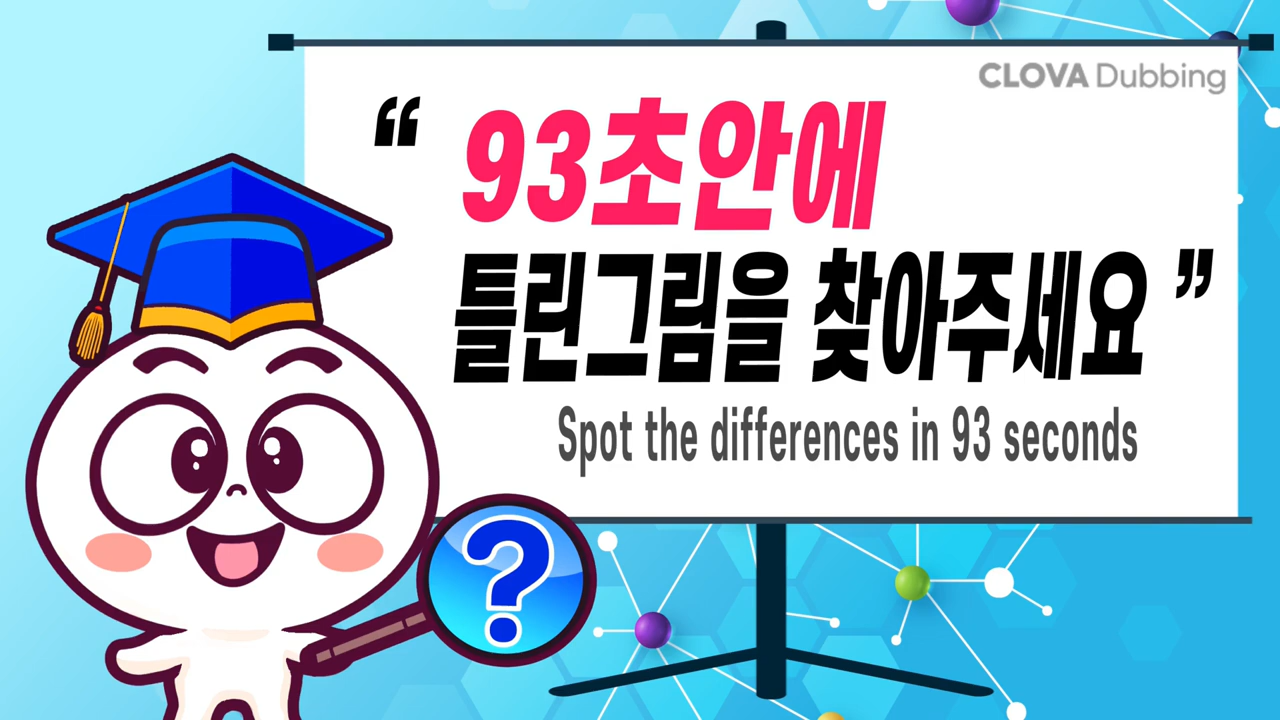 CLOVA Dubbing
“ 93초안에
틀린그림을 찾아주세요 ”
Spot the differences in 93 seconds
?